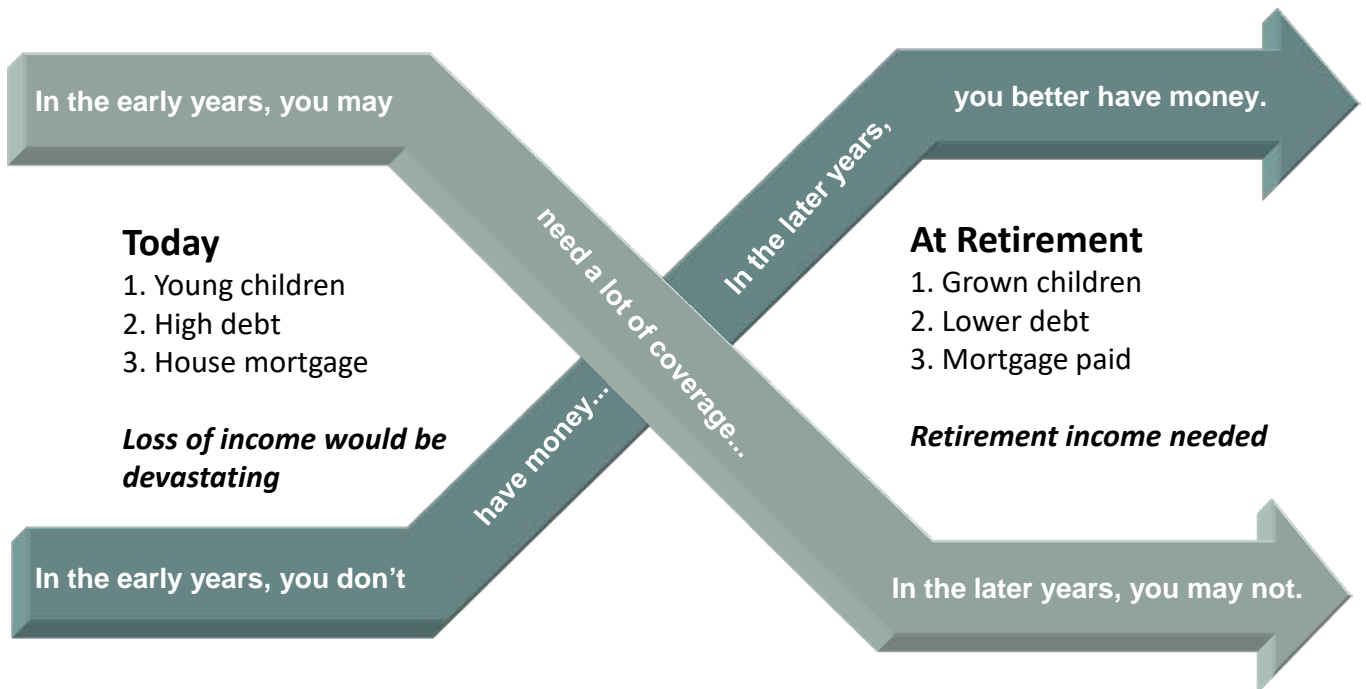 In the early years, you may
need a lot of coverage...
In the later years, you may not.
In the early years, you don’t
have money...
In the later years,
you better have money.
Today
1. Young children
2. High debt
3. House mortgage
Loss of income would be
devastating
At Retirement
1. Grown children
2. Lower debt
3. Mortgage paid
Retirement income needed